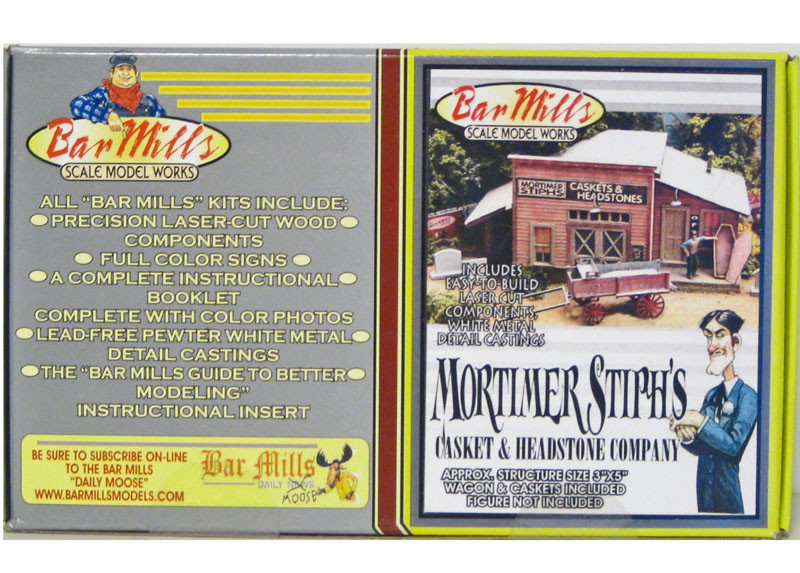 Bar Mills
SCALE MODEL WORKS
ALL "BAR MILLS" KITS INCLUDE:
PRECISION LASER-CUT WOOD
COMPONENTS
FULL COLOR SIGNS
A COMPLETE INSTRUCTIONAL
BOOKLET
COMPLETE WITH COLOR PHOTOS
LEAD-FREE PEWTER WHITE METAL
DETAIL CASTINGS
THE "BAR MILLS GUIDE TO BETTER
MODELING"
INSTRUCTIONAL INSERT
BE SURE TO SUBSCRIBE ON-LINE
TO THE BAR MILLS
"DAILY MOOSE"
WWW.BARMILLSMODELS.COM
Bar Mills
DAILY NEWS
MOOSE
Bar Mills
SCALE MODEL WORKS
MORTIMER
STIPHS
CASKETS &
HEADSTONES
INCLUDES
EASY-TO-BUILD
LASER CUT
COMPONENTS,
WHITE METAL
DETAIL CASTINGS
MORTIMER STIPH'S
CASKET & HEADSTONE COMPANY
APPROX. STRUCTURE SIZE 3"X5"
WAGON & CASKETS INCLUDED
FIGURE NOT INCLUDED